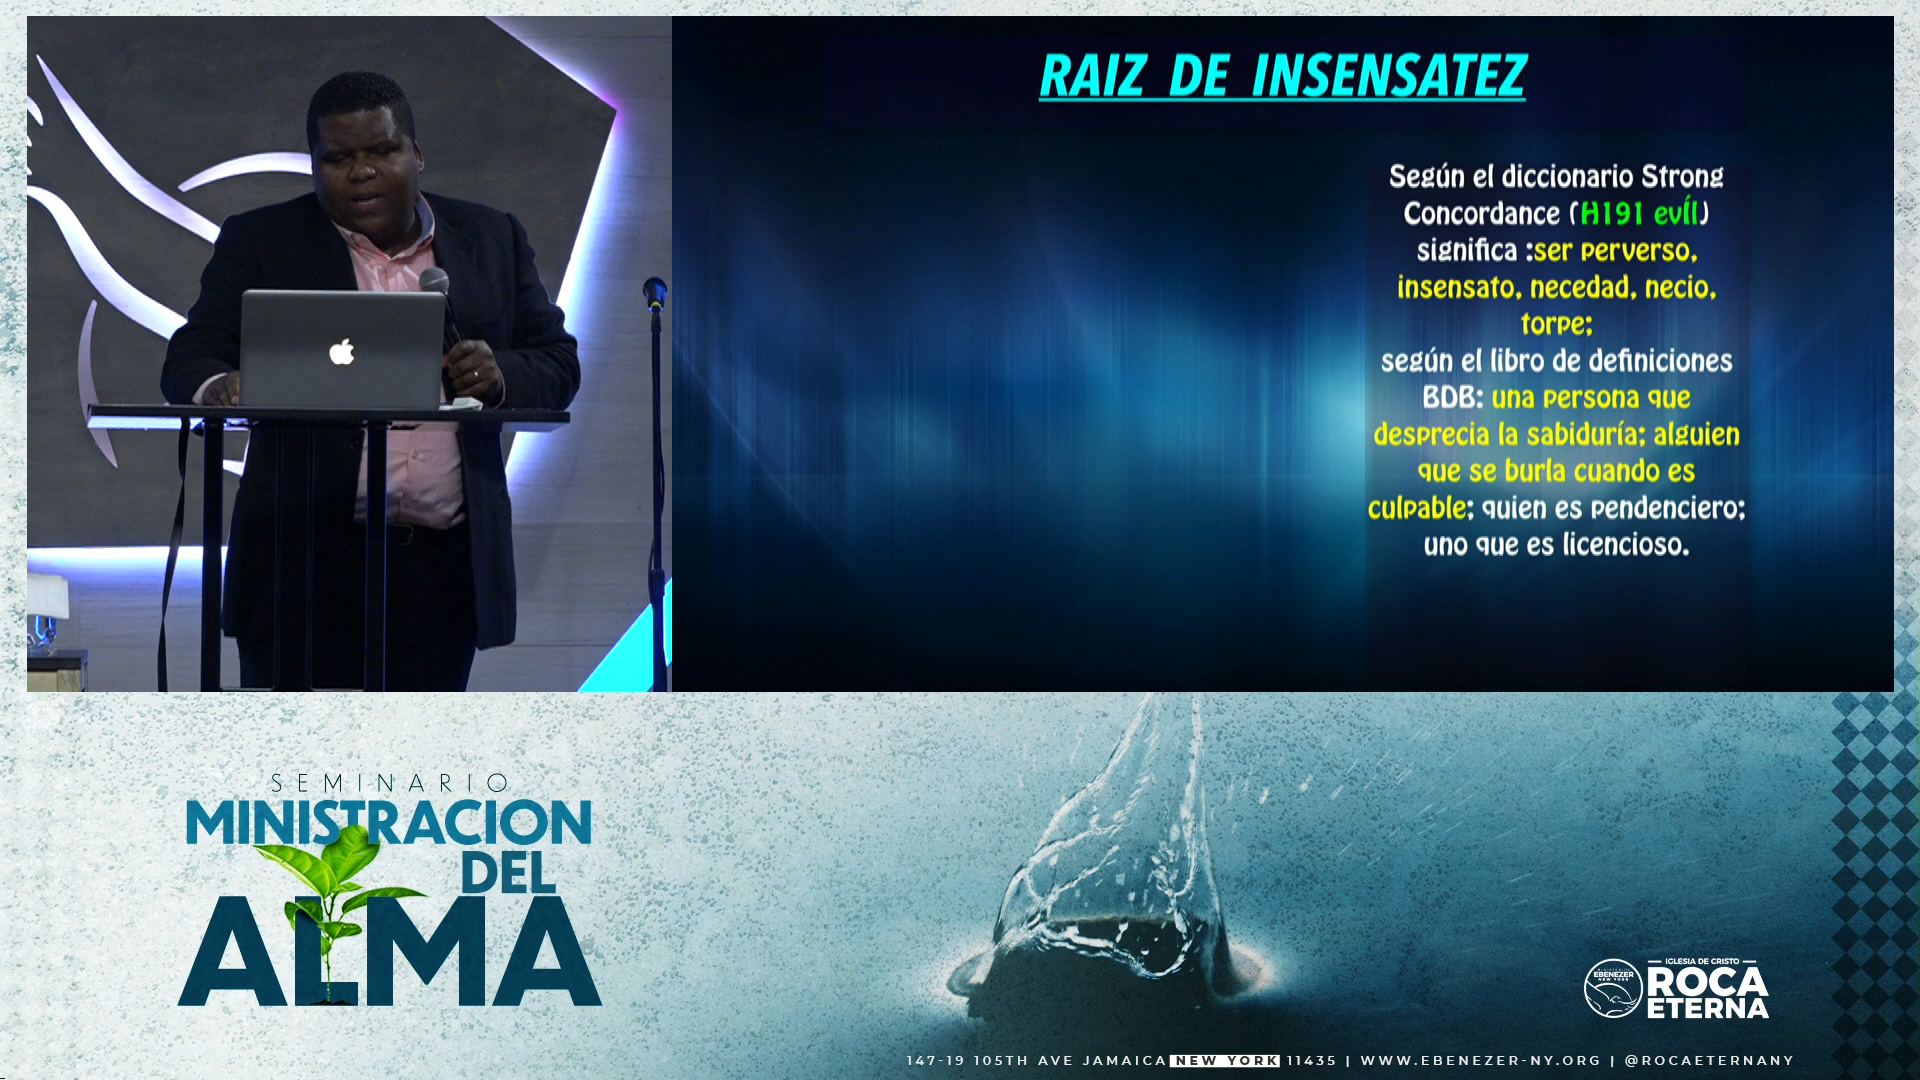 RAIZ DE INSENSATEZ
Según el diccionario Strong
Concordance (H191 evíl)
significa :ser perverso,
insensato, necedad, necio,
torpe;
según el libro de definiciones
BDB: una persona que
desprecia la sabiduría; alguien
que se burla cuando es
culpable; quien es pendenciero;
uno que es licencioso.
SEMINARIO
MINISTRACION
DEL
ALMA
IGLESIA DE CRISTO
ROCA
ETERNA
EBENEZER
NEW YORK
147-19 105TH AVE JAMAICA NEW YORK 11435 | WWW.EBENEZER-NY.ORG | @ROCAETERNANY